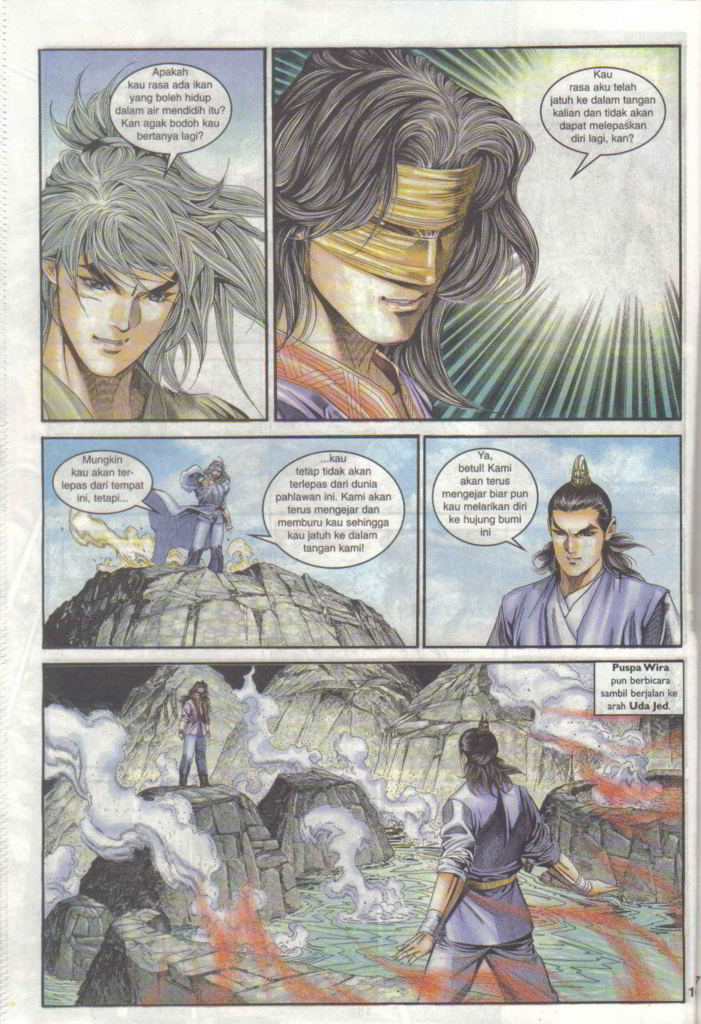 Apakah
kau rasa ada ikan
yang boleh hidup
dalam air mendidih itu?
Kan agak bodoh kau
bertanya lagi?
Kau
rasa aku telah
jatuh ke dalam tangan
kalian dan tidak akan
dapat melepaskan
diri lagi, kan?
Mungkin
kau akan ter-
lepas dari tempat
ini, tetapi...
...kau
tetap tidak akan
terlepas dari dunia
pahlawan ini. Kami akan
terus mengejar dan
memburu kau sehingga
kau jatuh ke dalam
tangan kami!
Ya,
betul! Kami
akan terus
mengejar biar pun
kau melarikan diri
ke hujung bumi
ini
Puspa Wira
pun berbicara
sambil berjalan ke
arah Uda Jed.
1